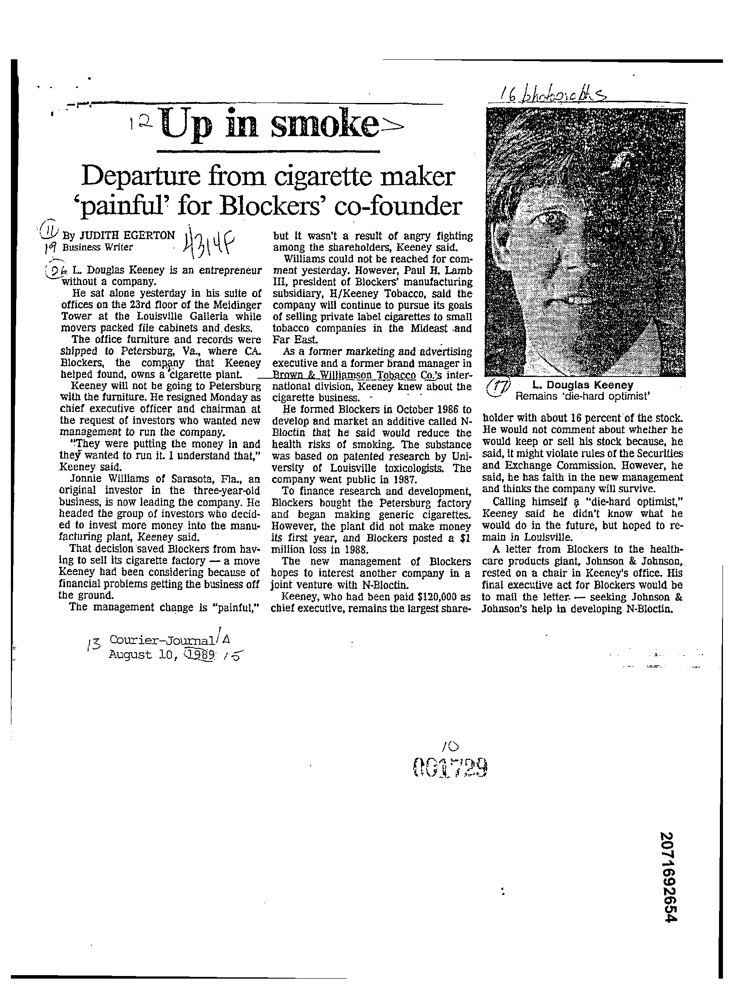 16 photographs
12 Up in smoke>
Departure from cigarette maker
‘painful’ for Blockers’ co-founder
11 By JUDITH EGERTON
19 Business Writer
4314F
L. Douglas Keeney is an entrepreneur
without a company.
He sat alone yesterday in his suite of
offices on the 23rd floor of the Meidinger
Tower at the Louisville Galleria while
movers packed file cabinets and desks.
The office furniture and records were
shipped to Petersburg, Va., where CA.
Blockers, the company that Keeney
helped found, owns a cigarette plant.
Keeney will not be going to Petersburg
with the furniture. He resigned Monday as
chief executive officer and chairman at
the request of investors who wanted new
management to run the company.
"They were putting the money in and
they wanted to run it. I understand that,"
Keeney said.
Jonnie Williams of Sarasota, Fla., an
original investor in the three-year-old
business, is now leading the company. He
headed the group of investors who decid-
ed to invest more money into the manu-
facturing plant, Keeney said.
That decision saved Blockers from hav-
ing to sell its cigarette factory — a move
Keeney had been considering because of
financial problems getting the business off
the ground.
The management change is "painful,"
but it wasn't a result of angry fighting
among the shareholders, Keeney said.
Williams could not be reached for com-
ment yesterday. However, Paul H. Lamb
III, president of Blockers' manufacturing
subsidiary, H/Keeney Tobacco, said the
company will continue to pursue its goals
of selling private label cigarettes to small
tobacco companies in the Mideast and
Far East.
As a former marketing and advertising
executive and a former brand manager in
Brown & Williamson Tobacco Co.'s inter-
national division, Keeney knew about the
cigarette business.
He formed Blockers in October 1986 to
develop and market an additive called N-
Bloctin that he said would reduce the
health risks of smoking. The substance
was based on patented research by Uni-
versity of Louisville toxicologists. The
company went public in 1987.
To finance research and development,
Blockers bought the Petersburg factory
and began making generic cigarettes.
However, the plant did not make money
its first year, and Blockers posted a $1
million loss in 1988.
The new management of Blockers
hopes to interest another company in a
joint venture with N-Bloctin.
Keeney, who had been paid $120,000 as
chief executive, remains the largest share-
17 L. Douglas Keeney
Remains ‘die-hard optimist’
holder with about 16 percent of the stock.
He would not comment about whether he
would keep or sell his stock because, he
said, it might violate rules of the Securities
and Exchange Commission. However, he
said, he has faith in the new management
and thinks the company will survive.
Calling himself a "die-hard optimist,"
Keeney said he didn't know what he
would do in the future, but hoped to re-
main in Louisville.
A letter from Blockers to the health-
care products giant, Johnson & Johnson,
rested on a chair in Keeney's office. His
final executive act for Blockers would be
to mail the letter — seeking Johnson &
Johnson's help in developing N-Bloctin.
13 Courier-Journal/A
August 10, 1989 15
10
001729
2071692654